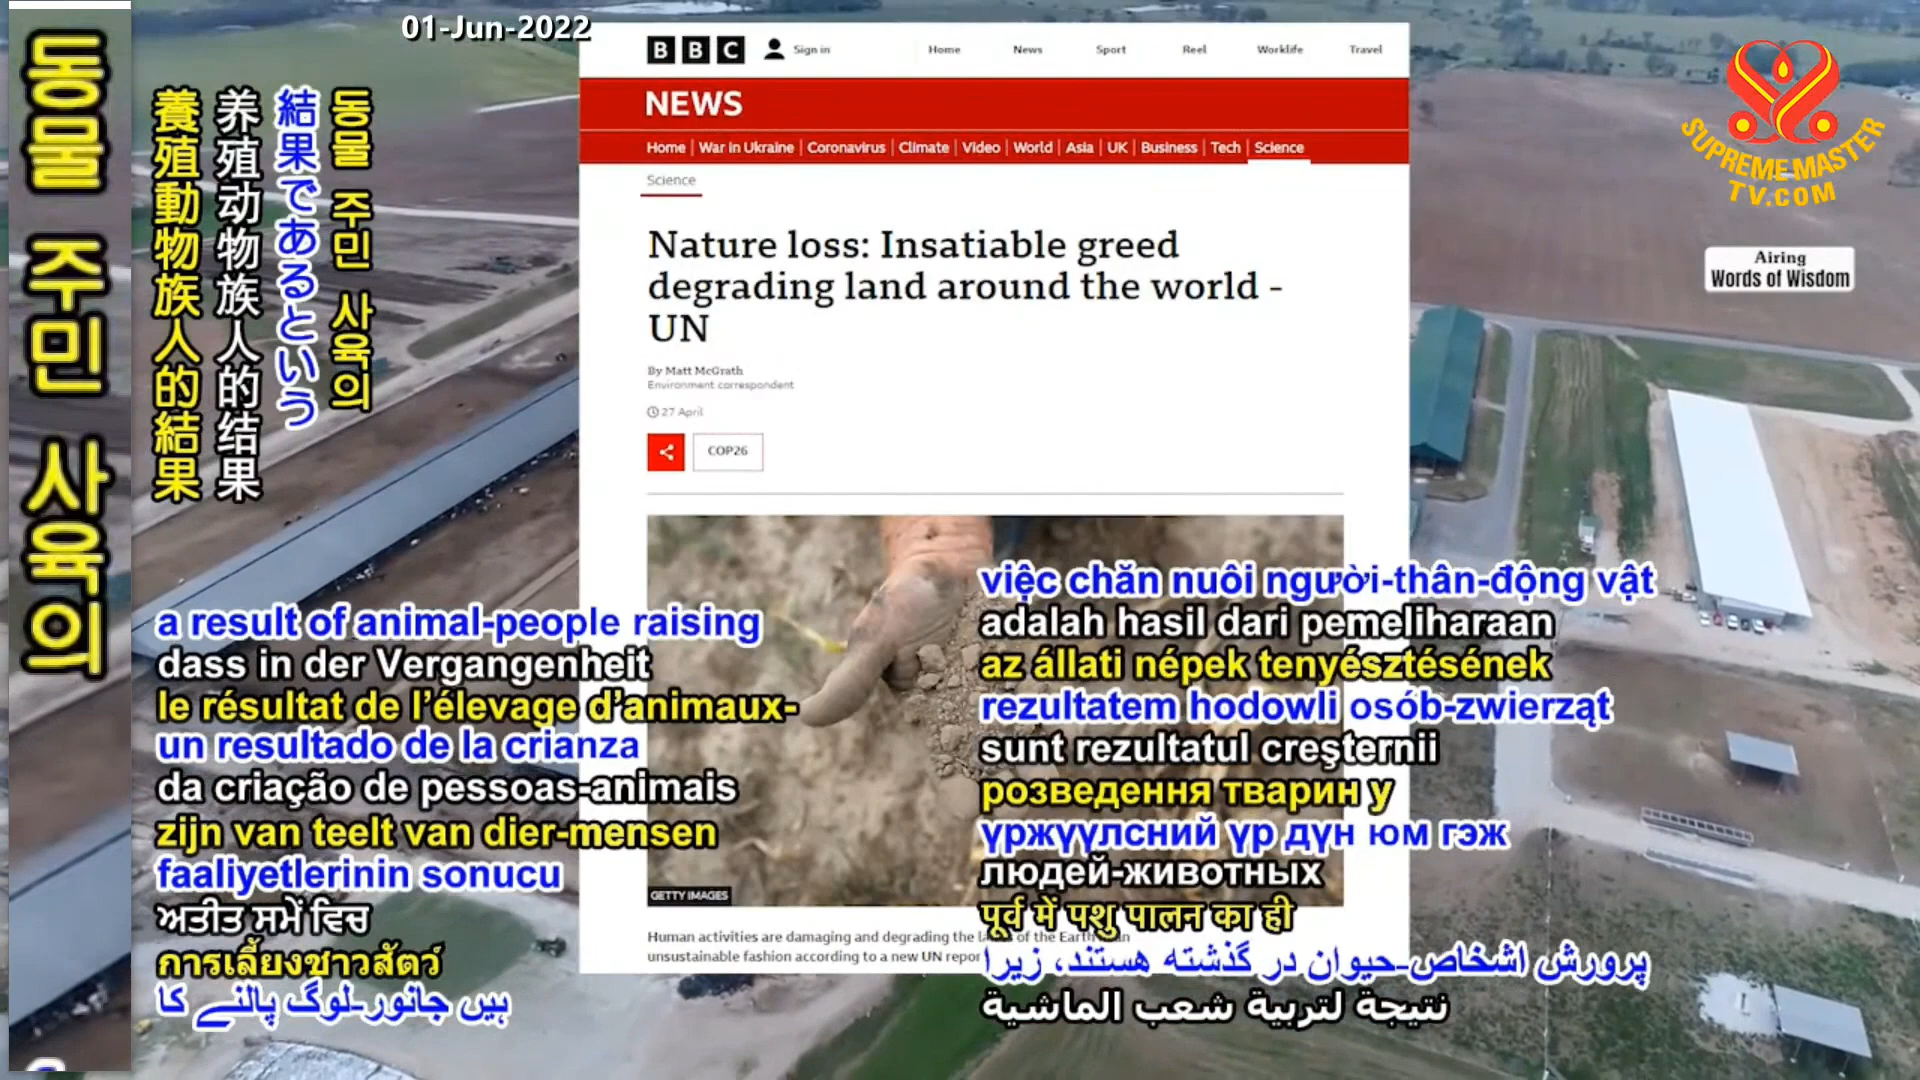 01-Jun-2022
동물 주민 사육의
동물 주민 사육의
結果であるという
养殖动物族人的结果
養殖動物族人的結果
BBC
Sign in
Home
News
Sport
Reel
Worklife
Travel
NEWS
Home | War in Ukraine | Coronavirus | Climate | Video | World | Asia | UK | Business | Tech | Science
Science
Nature loss: Insatiable greed
degrading land around the world -
UN
By Matt McGrath
Environment correspondent
27 April
COP26
GETTY IMAGES
Human activities are damaging and degrading the
of the Earth
unsustainable fashion according to a new UN
SUPREME MASTER
TV.COM
Airing
Words of Wisdom
a result of animal-people raising
dass in der Vergangenheit
le résultat de l'élevage d'animaux-
un resultado de la crianza
da criação de pessoas-animais
zijn van teelt van dier-mensen
faaliyetlerinin sonucu
ਅਤੀਤ ਸਮੇਂ ਵਿਚ
การเลี้ยงชาวสัตว์
ہیں جانور-لوگ پالنے کا
việc chăn nuôi người-thân-động vật
adalah hasil dari pemeliharaan
az állati népek tenyésztésének
rezultatem hodowli osób-zwierząt
sunt rezultatul creşternii
розведення тварин у
үржүүлсний үр дүн юм гэж
людей-животных
पूर्व में पशु पालन का ही
پرورش اشخاص-حیوان در گذشته هستند، زیرا
نتيجة لتربية شعب الماشية